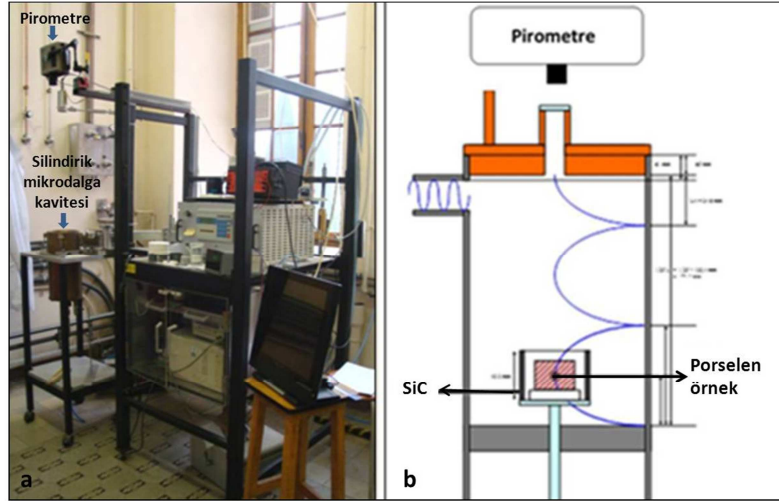 Pirometre
Silindirik
mikrodalga
kavitesi
a
Pirometre
SiC
Porselen
örnek
b